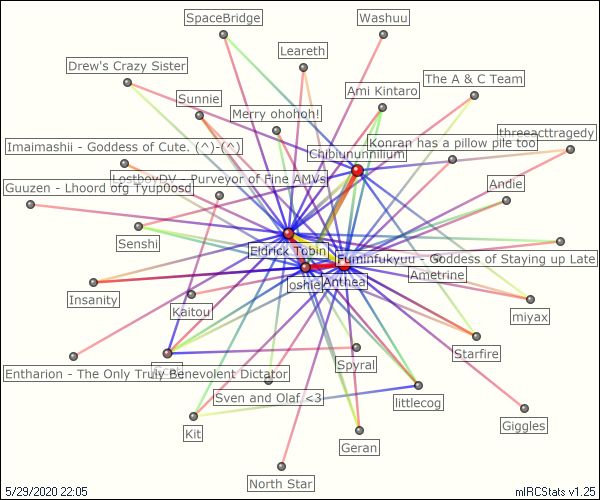 SpaceBridge
Washuu
Leareth
Drew's Crazy Sister
The A & C Team
Ami Kintaro
Sunnie
Merry ohohoh!
threeacttragedy
Konran has a pillow pile too
Imaimashii - Goddess of Cute. (^)-(^)
Chibiununnilium
LostboyDV - Purveyor of Fine AMVs
Guuzen - Lhoord ofg Tyupoosd
Andie
Senshi
Eldrick Tobin
Fuminfukyuu - Goddess of Staying up Late
Ametrine
oshie
Anthea
Insanity
Kaitou
miyax
Starfire
Entharion - The Only Truly Benevolent Dictator
Spyral
Sven and Olaf <3
littlecog
Giggles
Kit
Geran
North Star
5/29/2020 22:05
mIRCStats v1.25